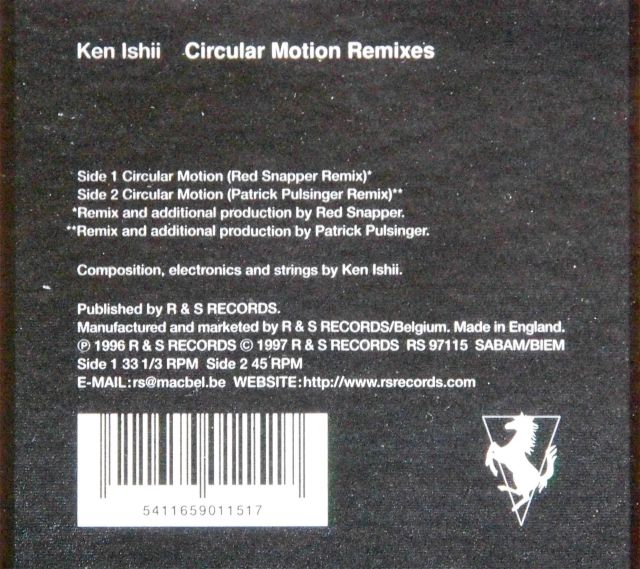 Ken Ishii Circular Motion Remixes
Side 1 Circular Motion (Red Snapper Remix)*
Side 2 Circular Motion (Patrick Pulsinger Remix)**
*Remix and additional production by Red Snapper.
**Remix and additional production by Patrick Pulsinger.
Composition, electronics and strings by Ken Ishii.
Published by R & S RECORDS.
Manufactured and marketed by R & S RECORDS/Belgium. Made in England.
℗ 1996 R & S RECORDS © 1997 R & S RECORDS RS 97115 SABAM/BIEM
Side 1 33 1/3 RPM Side 2 45 RPM
E-MAIL:rs@macbel.be WEBSITE:http://www.rsrecords.com
5411659011517